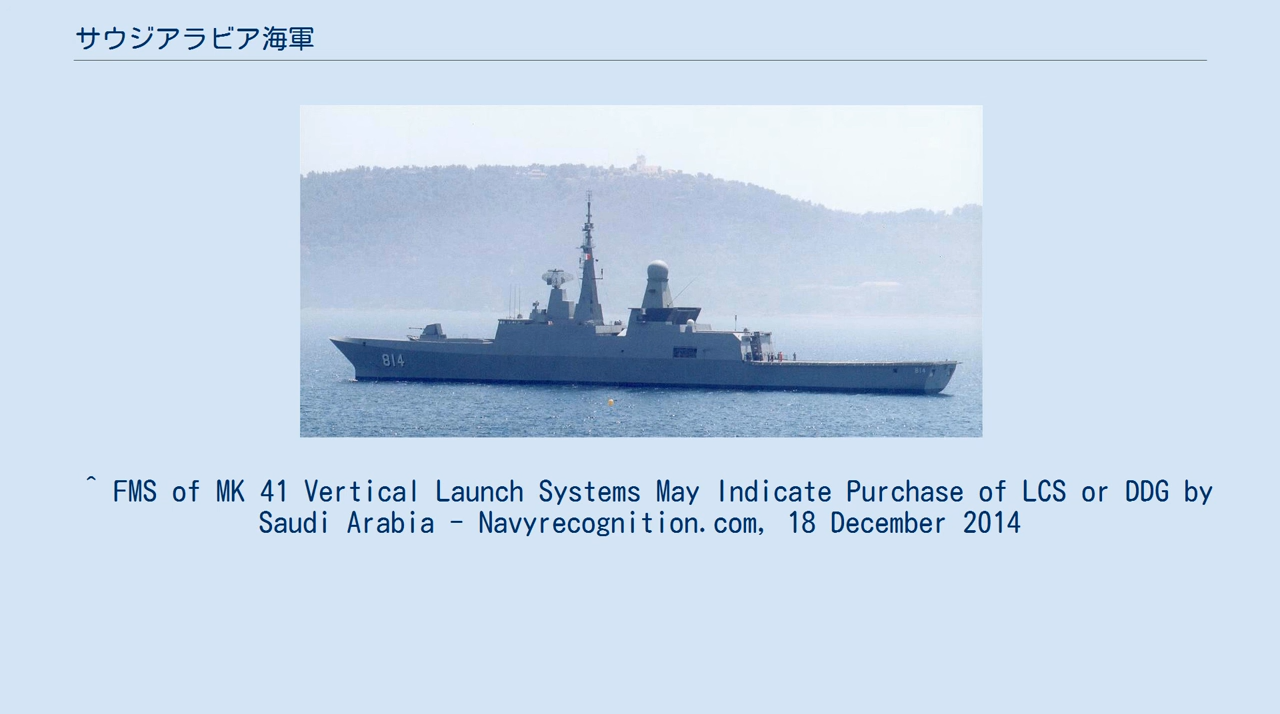 サウジアラビア海軍
814
814
^ FMS of MK 41 Vertical Launch Systems May Indicate Purchase of LCS or DDG by
Saudi Arabia - Navyrecognition.com, 18 December 2014